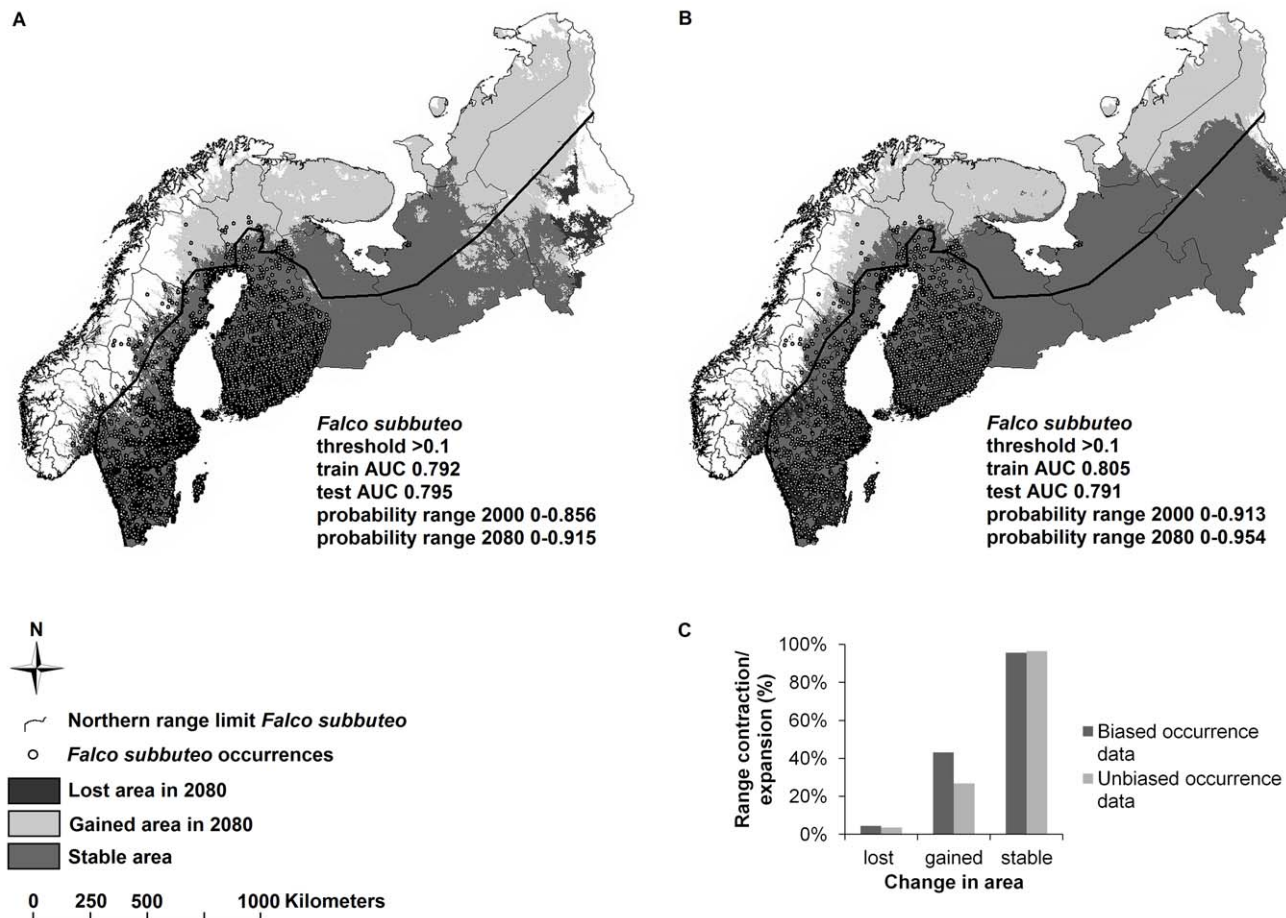 A
B
Falco subbuteo
threshold >0.1
train AUC 0.792
test AUC 0.795
probability range 2000 0-0.856
probability range 2080 0-0.915
Falco subbuteo
threshold >0.1
train AUC 0.805
test AUC 0.791
probability range 2000 0-0.913
probability range 2080 0-0.954
N
Northern range limit Falco subbuteo
Falco subbuteo occurrences
Lost area in 2080
Gained area in 2080
Stable area
0 250 500 1000 Kilometers
C
Range contraction/
expansion (%)
100%
80%
60%
40%
20%
0%
lost gained stable
Change in area
Biased occurrence
data
Unbiased occurrence
data